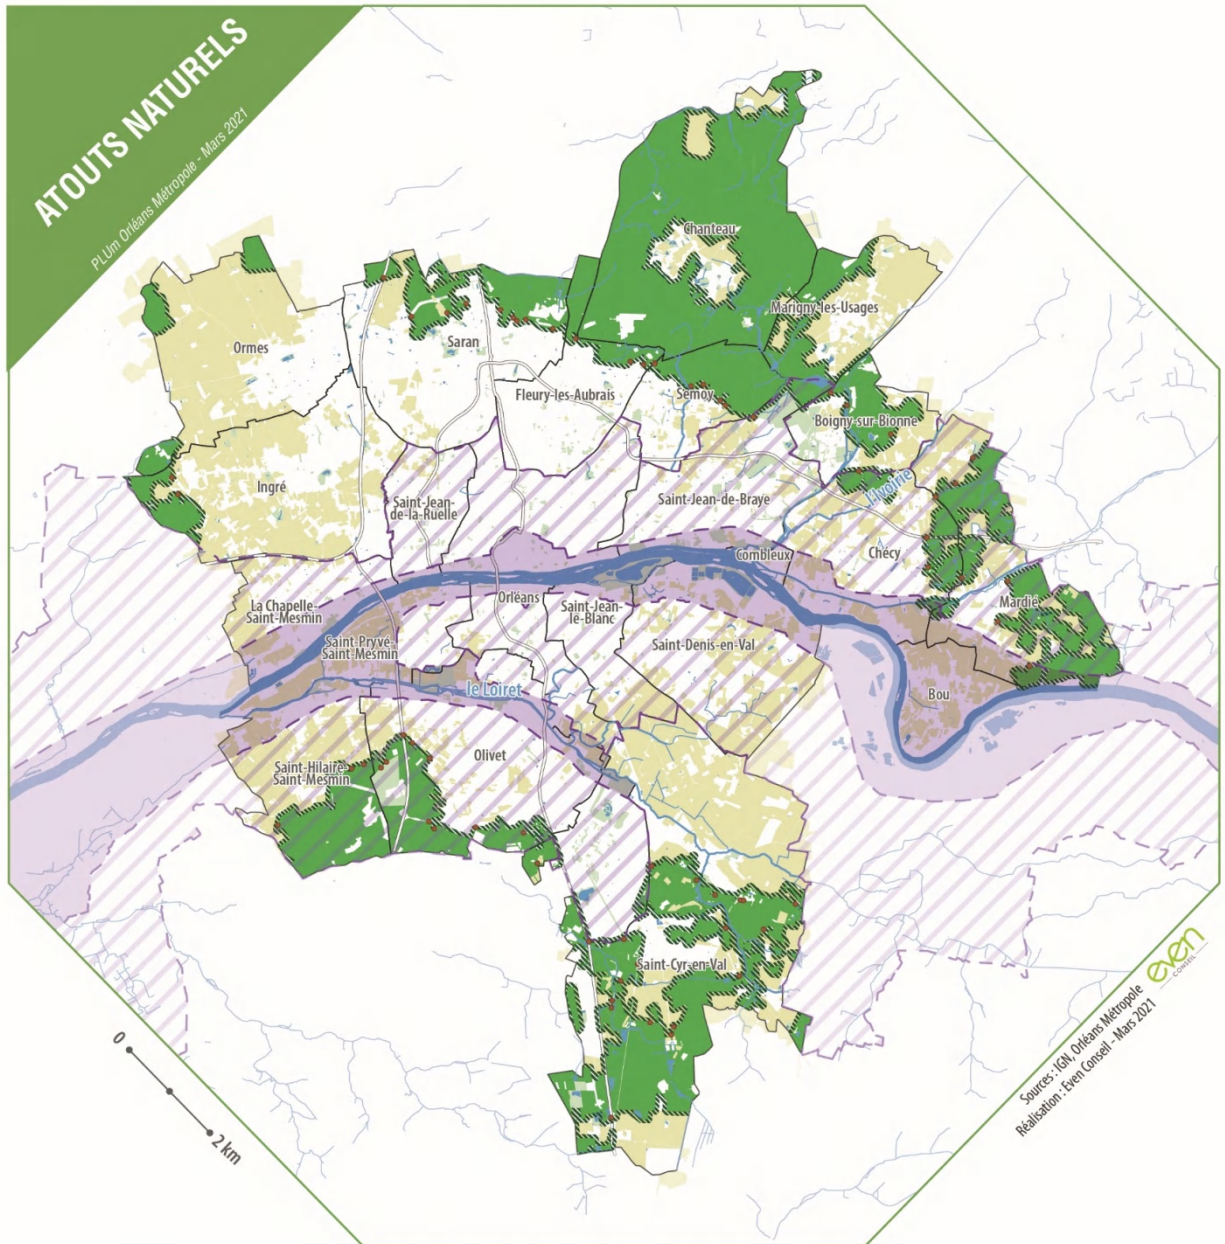 ATOUTS NATURELS
PLUm Orléans Métropole - Mars 2021
Chanteau
Marigny-les-Usages
Ormes
Saran
Fleury-les-Aubrais
Semoy
Boigny-sur-Bionne
Ingré
Saint-Jean-
de-la-Ruelle
Saint-Jean-de-Braye
L'Ivoirie
Chécy
Combleux
La Chapelle-
Saint-Mesmin
Orléans
Saint-Jean-
le-Blanc
Mardié
Saint-Pryvé-
Saint-Mesmin
Saint-Denis-en-Val
le Loiret
Bou
Olivet
Saint-Hilaire-
Saint-Mesmin
Saint-Cyr-en-Val
0
2 km
even
CONSEIL
Sources : IGN, Orléans Métropole
Réalisation : Even Conseil - Mars 2021